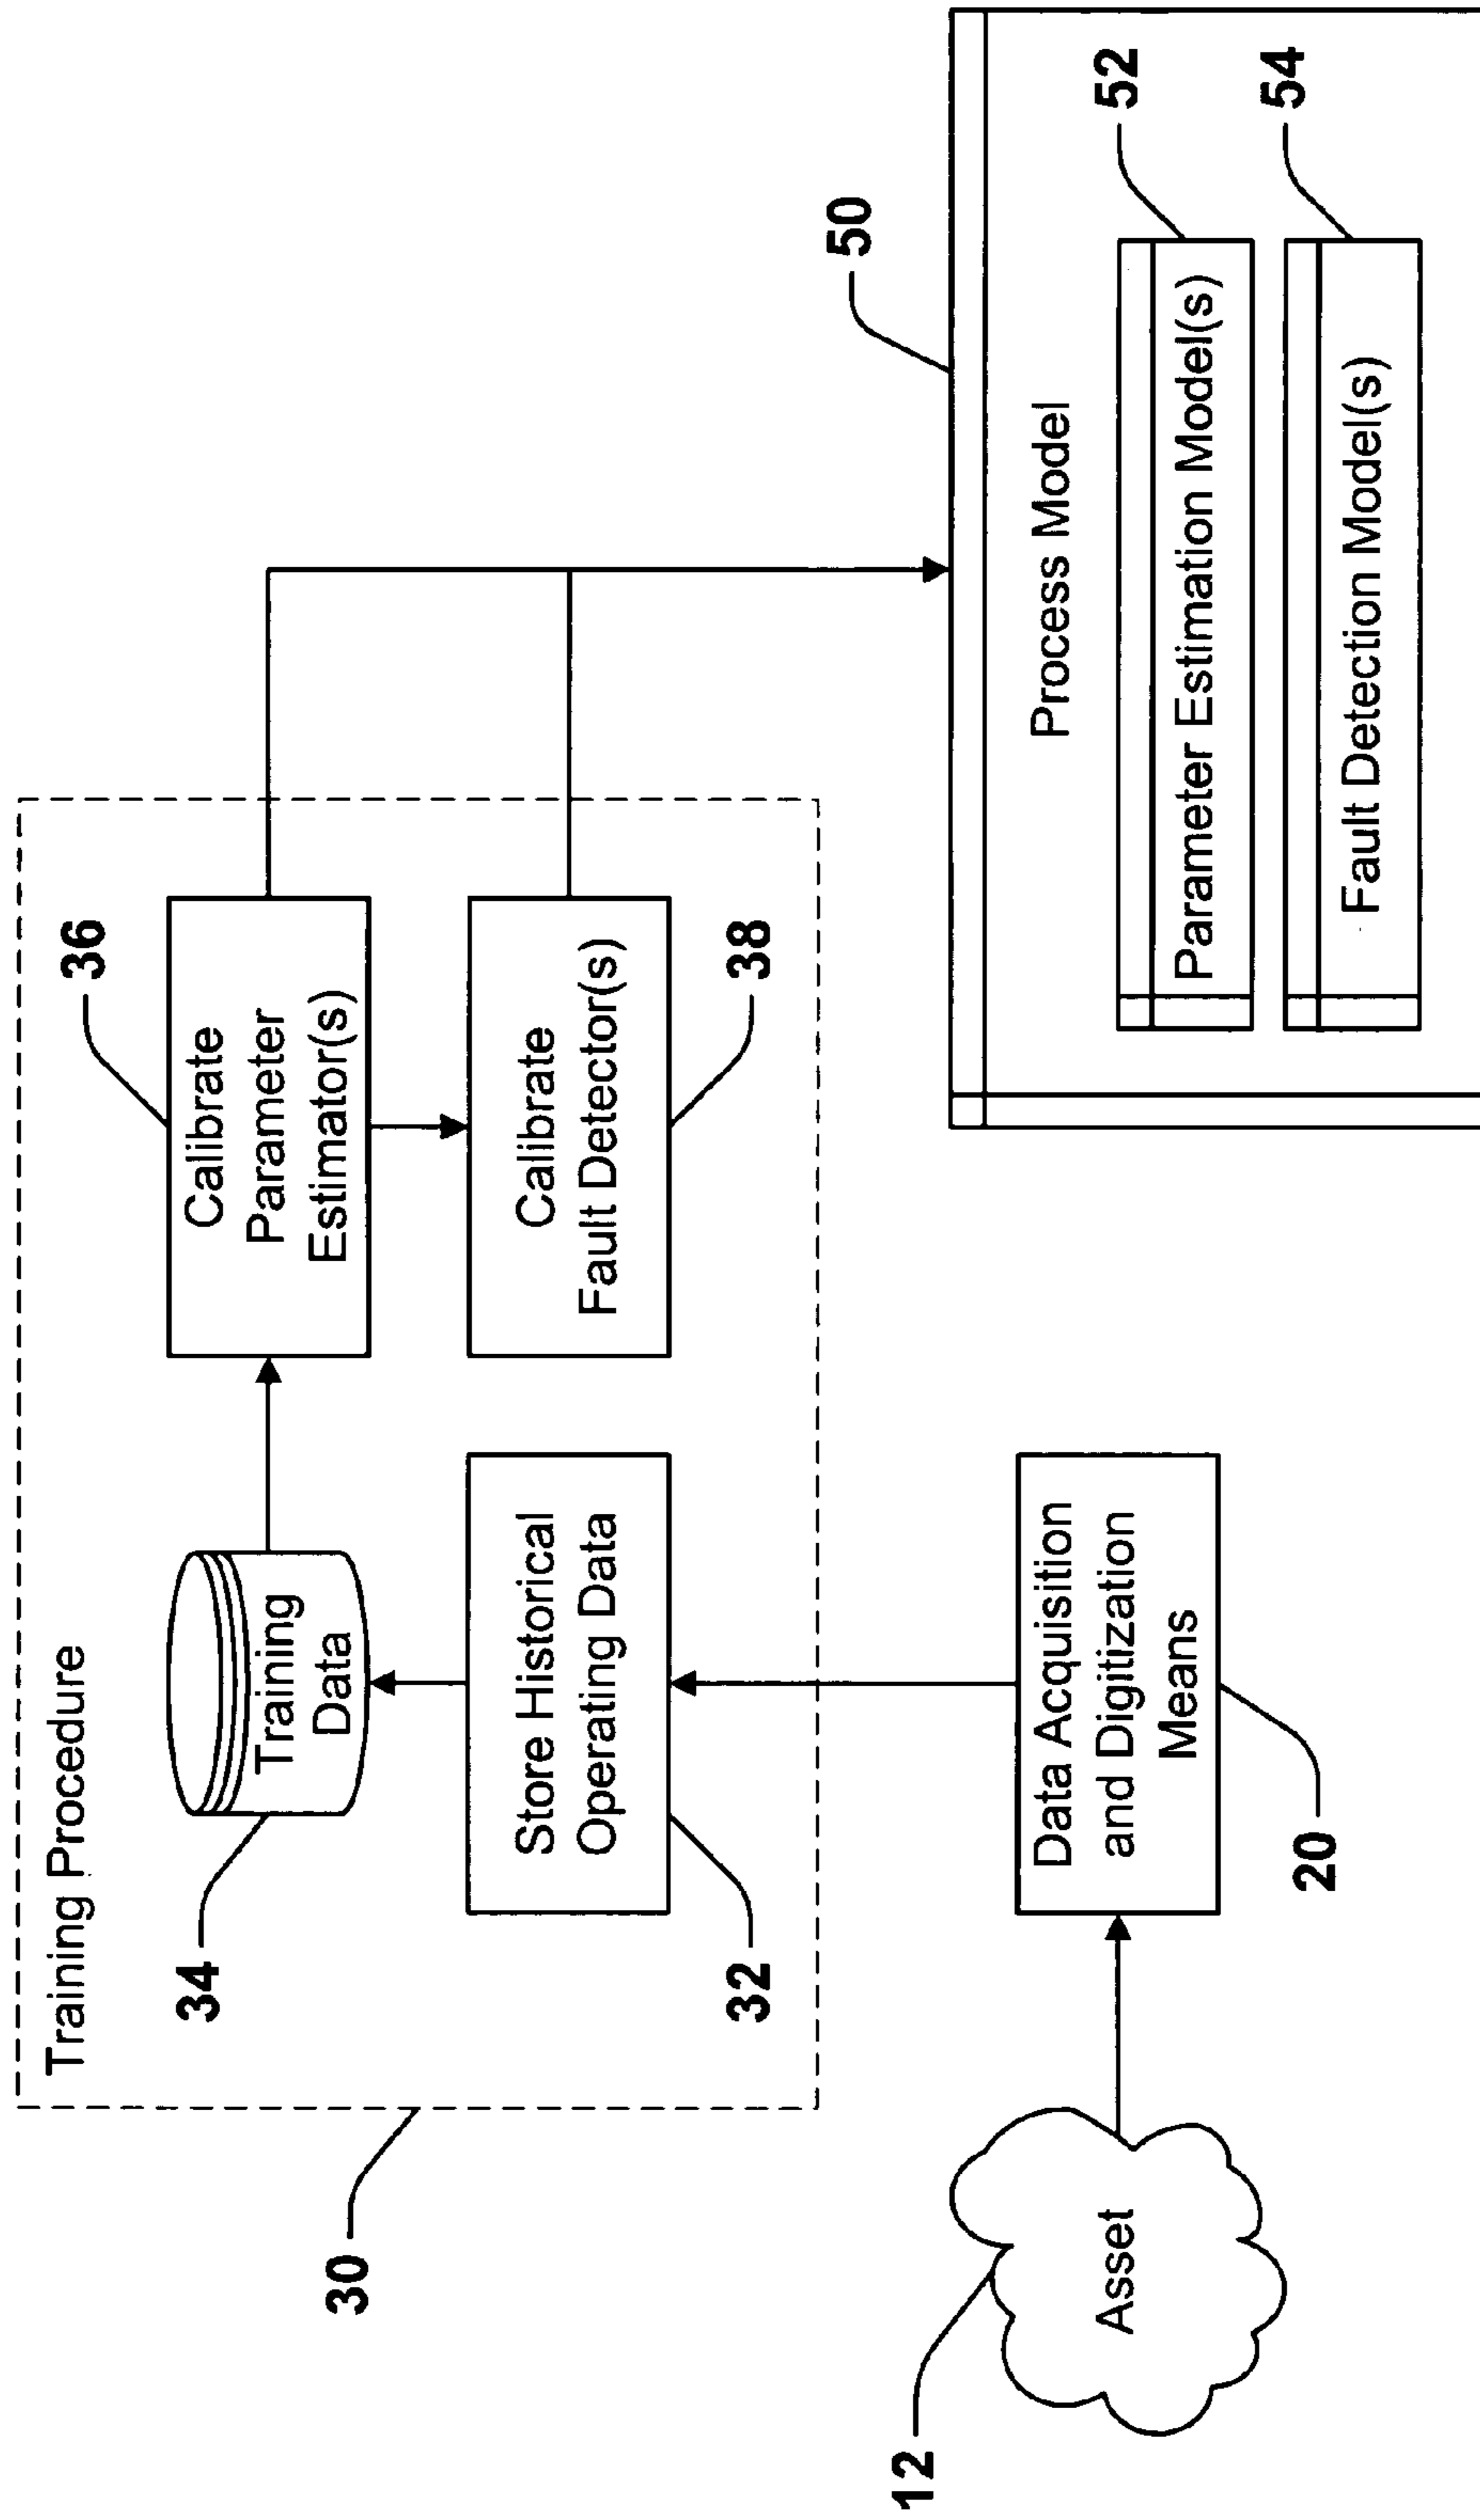 Training Procedure
30
34
Training
Data
36
Calibrate
Parameter
Estimator(s)
32
Store Historical
Operating Data
38
Calibrate
Fault Detector(s)
50
12
Asset
20
Data Acquisition
and Digitization
Means
Process Model
52
Parameter Estimation Model(s)
54
Fault Detection Model(s)